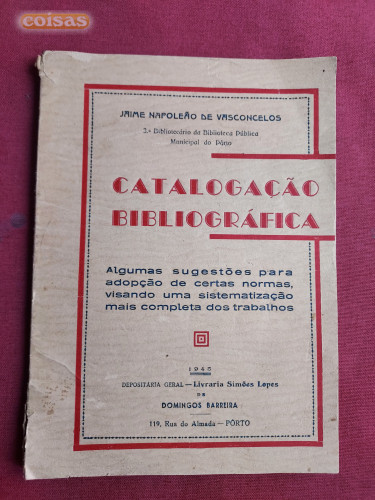 coisas
JAIME NAPOLEÃO DE VASCONCELOS
2.º Bibliotecário da Biblioteca Pública
Municipal do Pôrto
CATALOGAÇÃO
BIBLIOGRÁFICA
Algumas sugestões para
adopção de certas normas,
visando uma sistematização
mais completa dos trabalhos
DEPOSITÁRIA GERAL — Livraria Simões Lopes
DE
DOMINGOS BARREIRA
119, Rua do Almada — PÔRTO